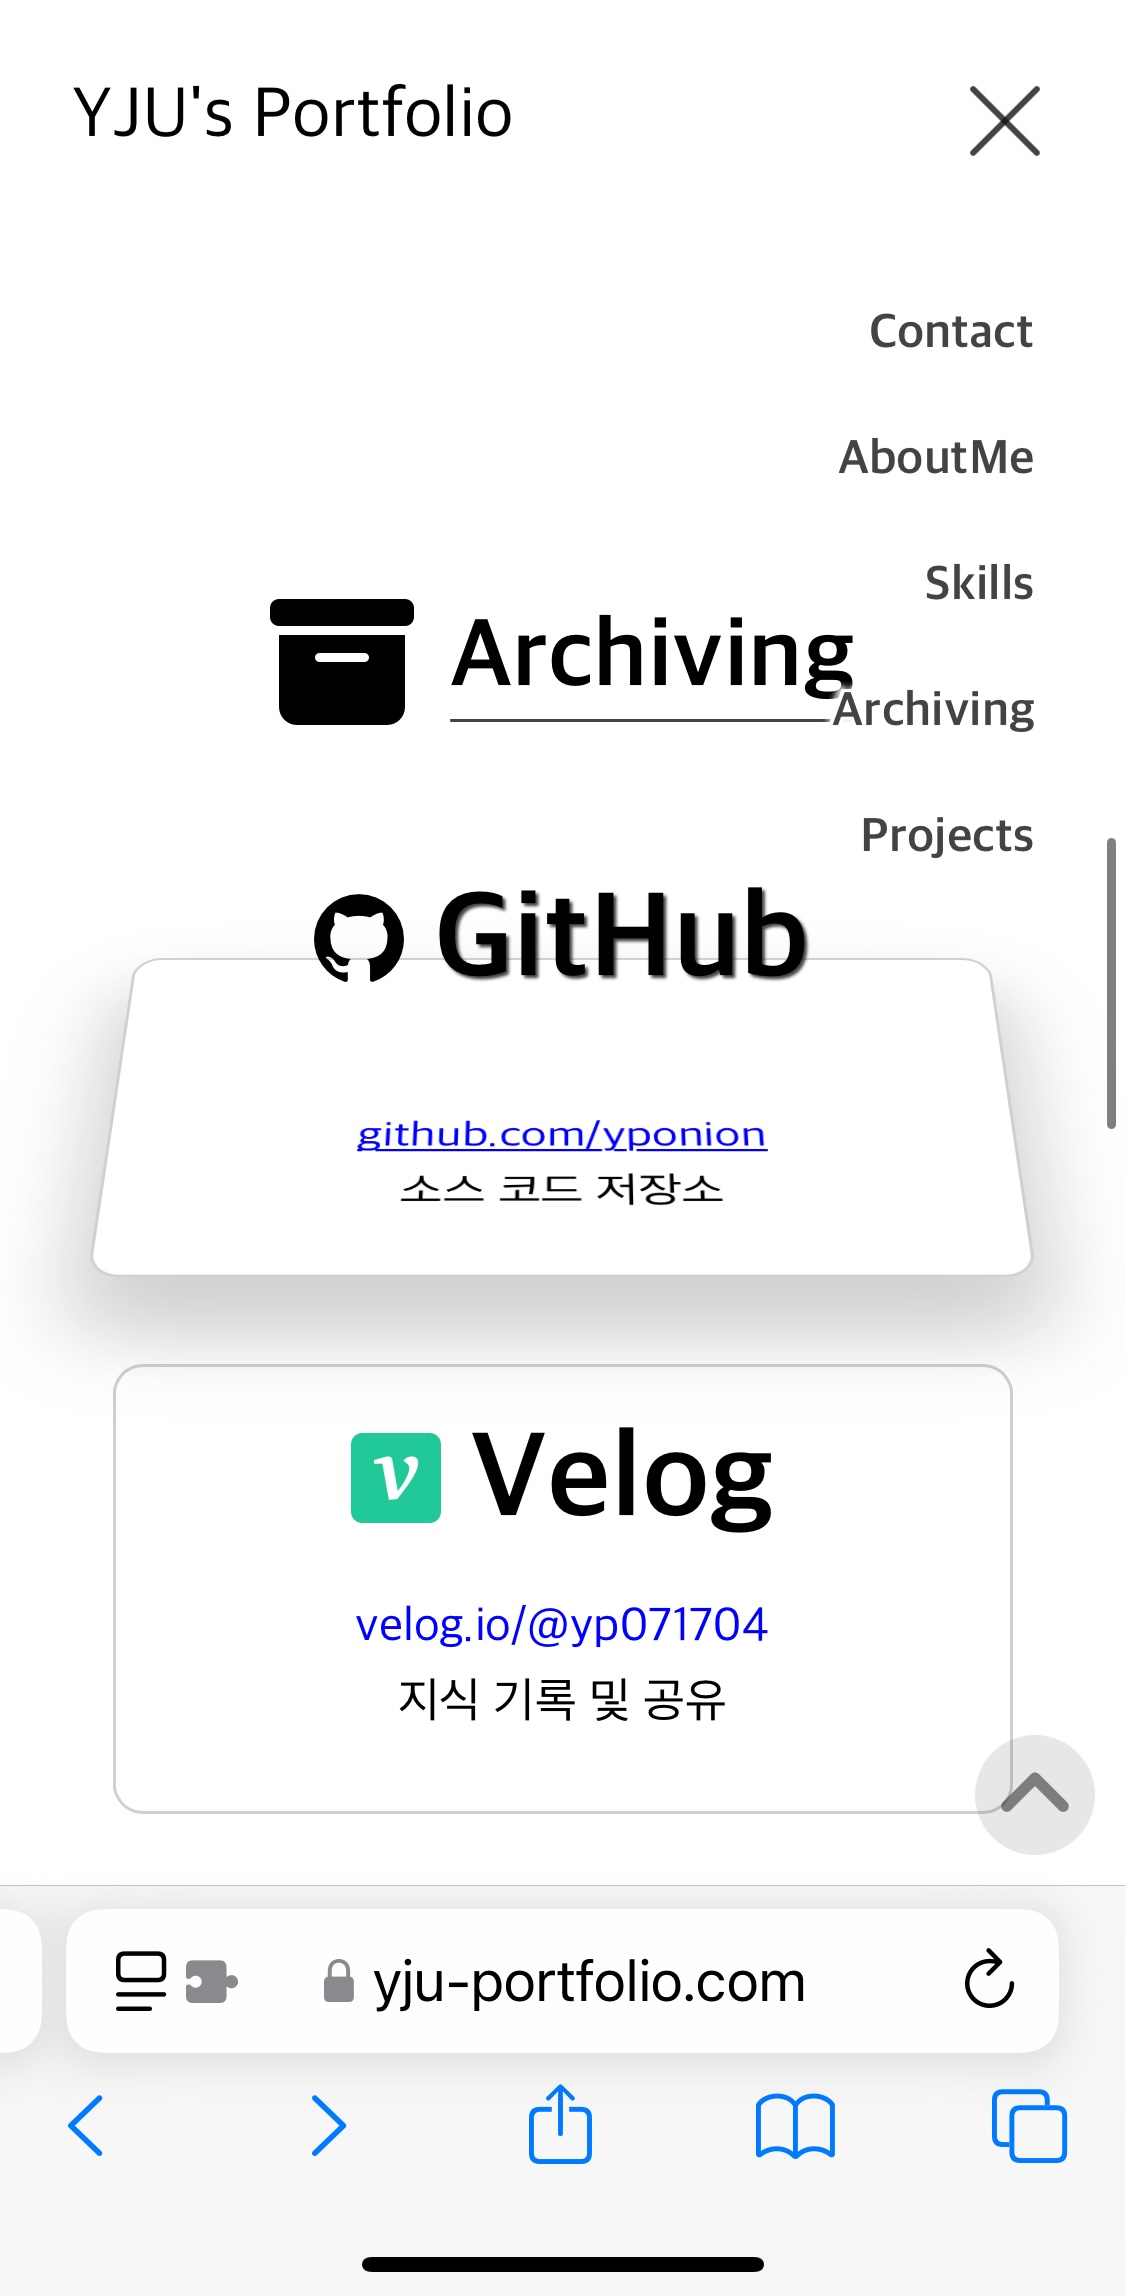 YJU's Portfolio
Contact
AboutMe
Skills
Archiving
Archiving
Projects
GitHub
github.com/yponion
소스 코드 저장소
v Velog
velog.io/@yp071704
지식 기록 및 공유
yju-portfolio.com